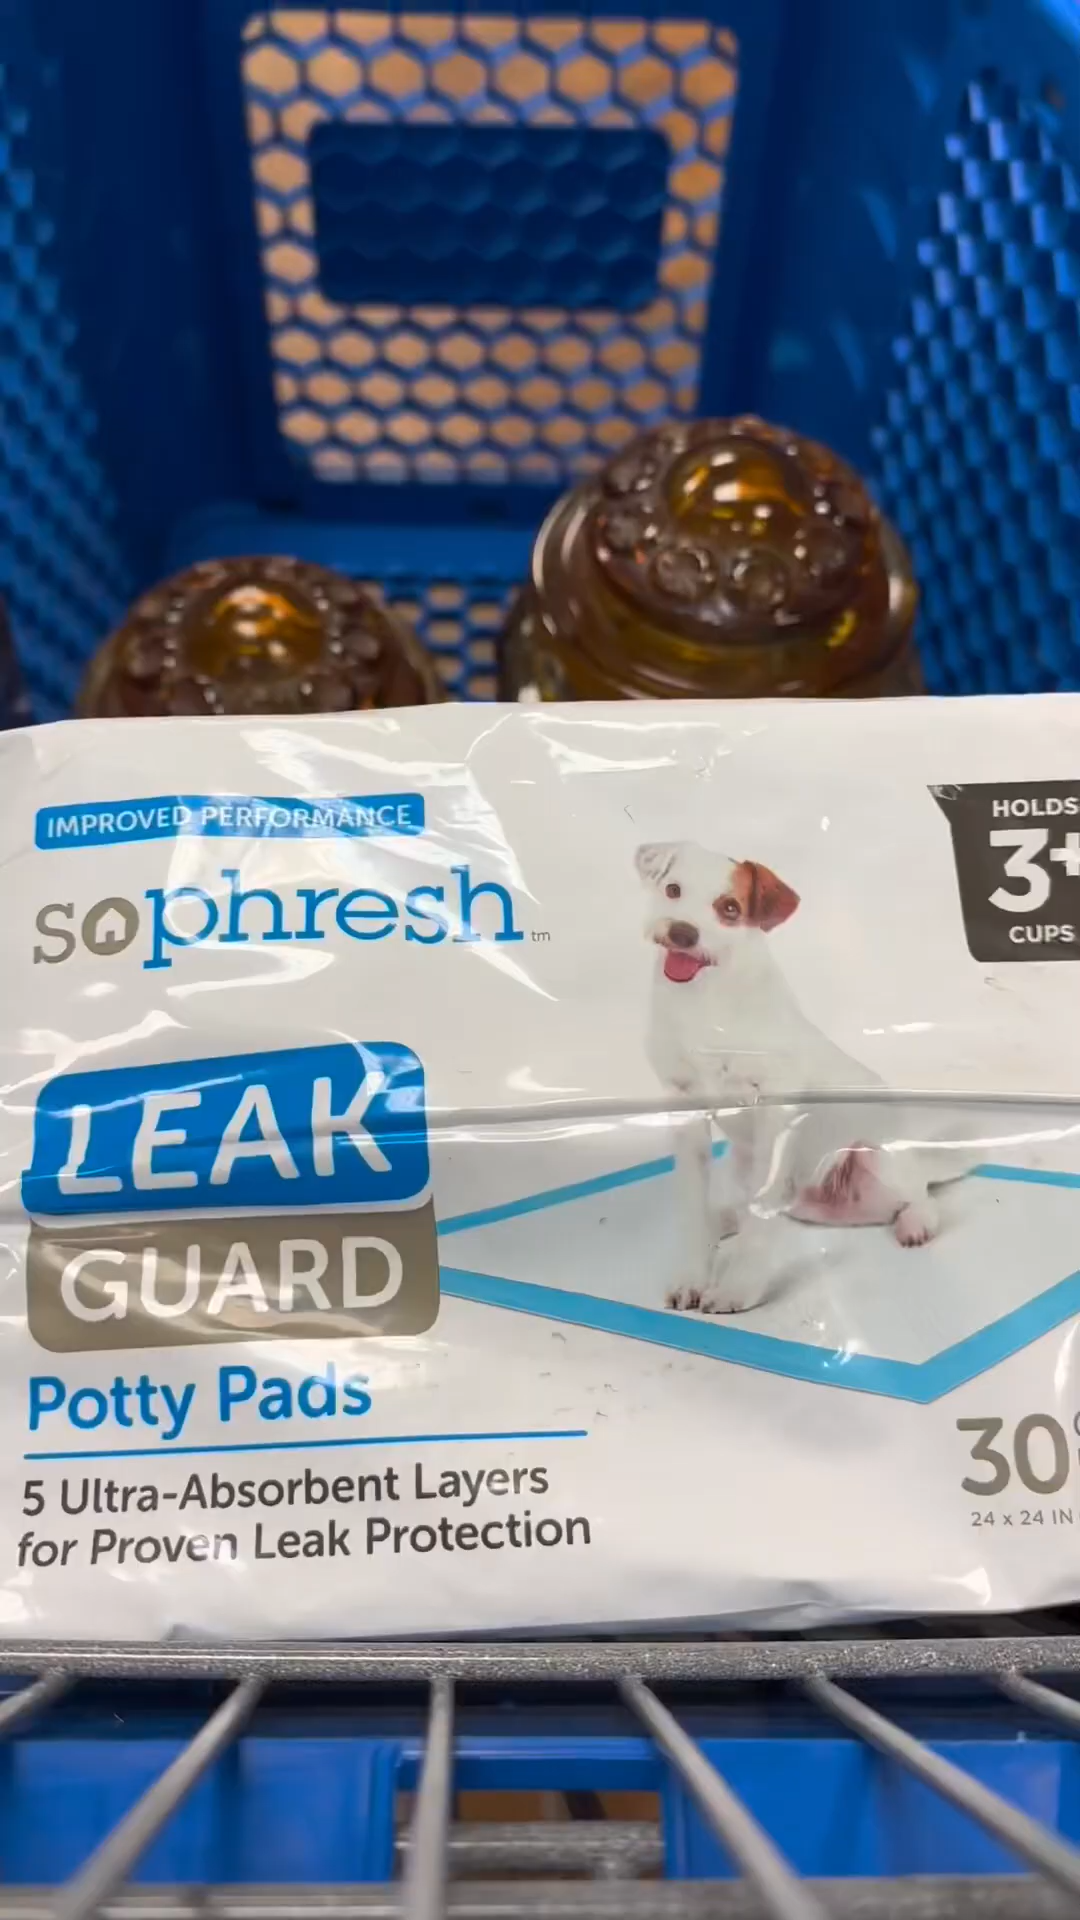 IMPROVED PERFORMANCE
sophresh tm
HOLDS
3+
CUPS
LEAK
GUARD
Potty Pads
5 Ultra-Absorbent Layers
for Proven Leak Protection
30
24 x 24 IN